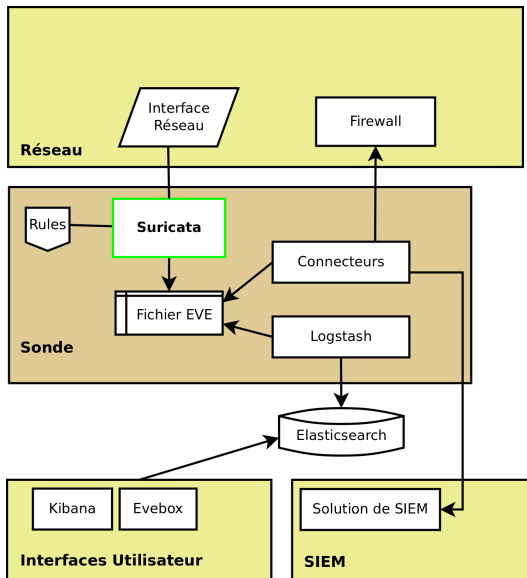 Interface
Réseau
Firewall
Réseau
Rules
Suricata
Connecteurs
Fichier EVE
Logstash
Sonde
Elasticsearch
Kibana
Evebox
Solution de SIEM
Interfaces Utilisateur
SIEM